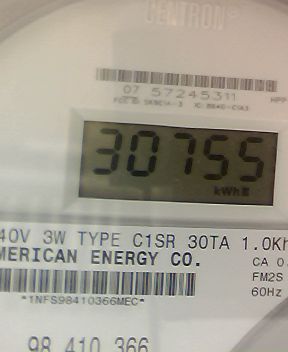 CENTRON®
07 57245311
30755
kWh
40V 3W TYPE C1SR 30TA 1.0Kh
MERICAN ENERGY CO.
CA 0.
FM2S
*1NFS98410366MEC*
60Hz
98 410 366